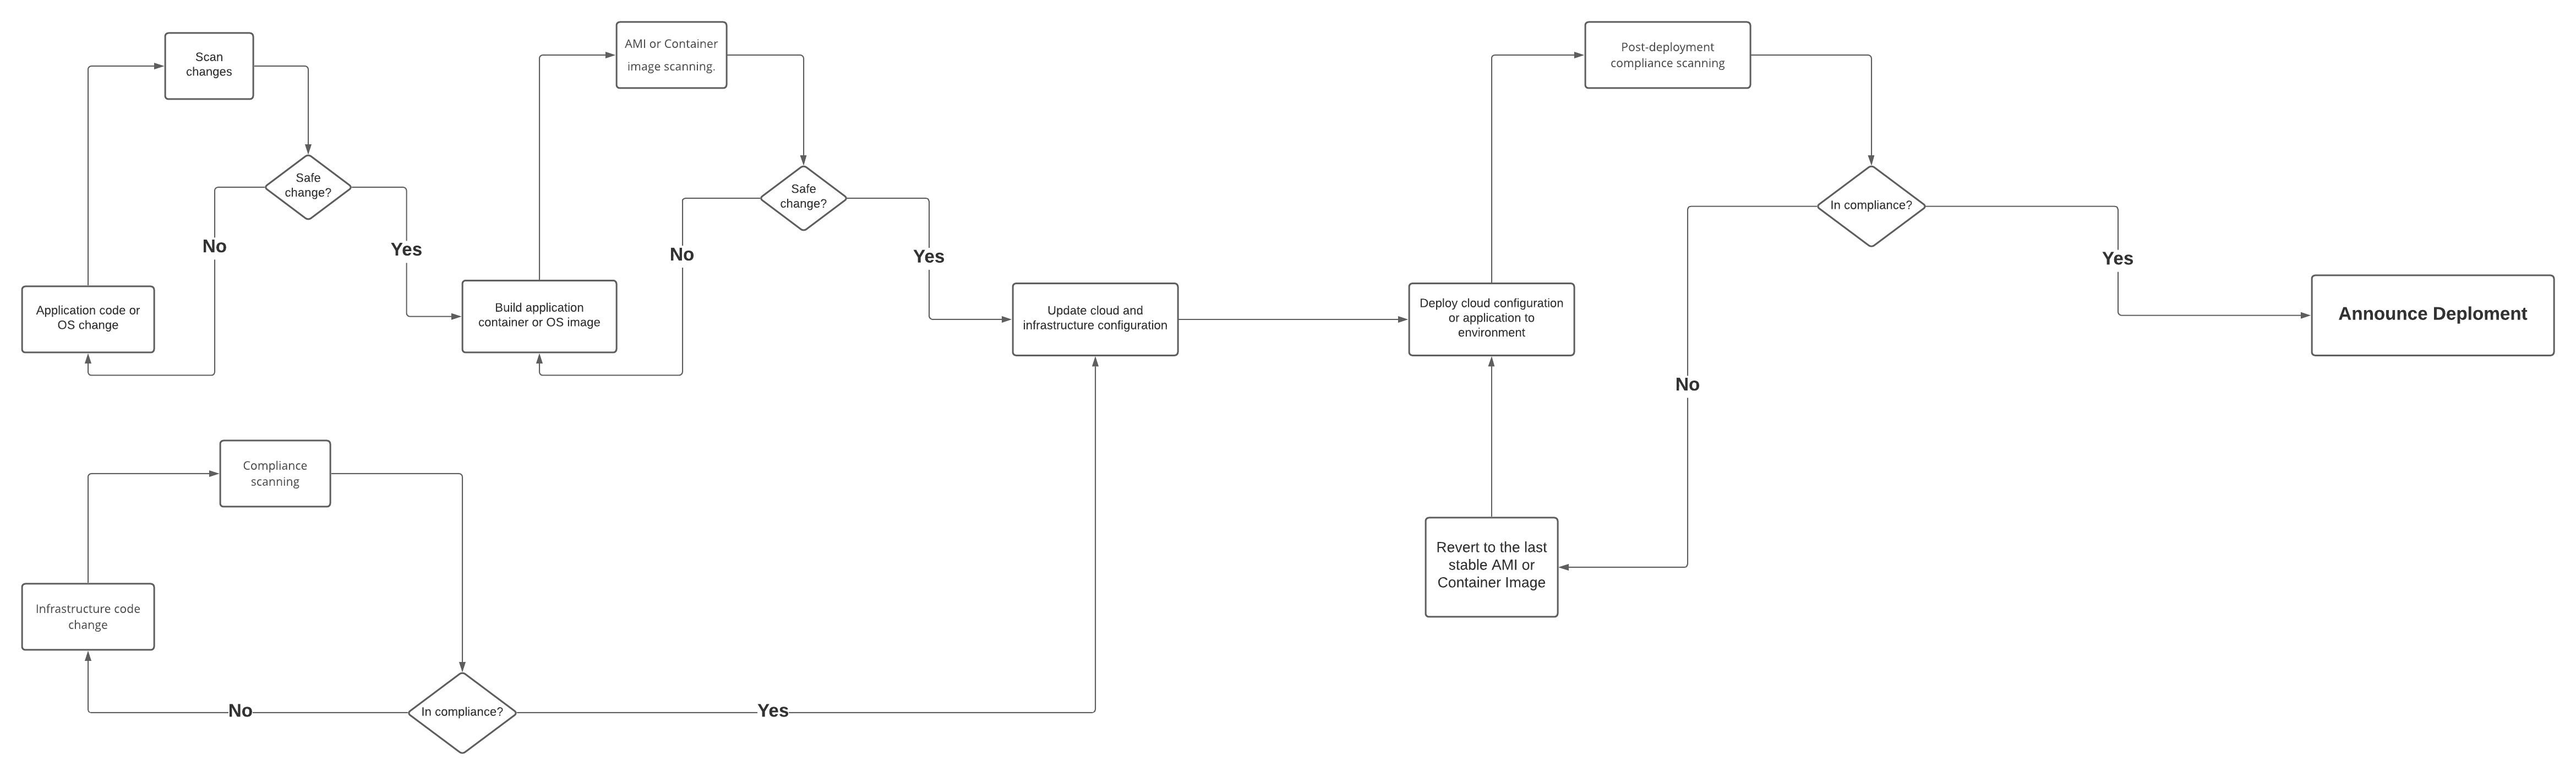 Scan
changes
Safe
change?
No
Yes
Application code or
OS change
AMI or Container
image scanning.
Safe
change?
No
Yes
Build application
container or OS image
Update cloud and
infrastructure configuration
Deploy cloud configuration
or application to
environment
Post-deployment
compliance scanning
In compliance?
No
Yes
Announce Deploment
Revert to the last
stable AMI or
Container Image
Compliance
scanning
Infrastructure code
change
In compliance?
No
Yes